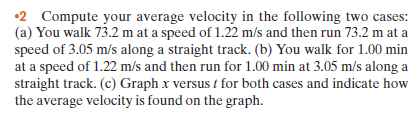 •2 Compute your average velocity in the following two cases:
(a) You walk 73.2 m at a speed of 1.22 m/s and then run 73.2 m at a
speed of 3.05 m/s along a straight track. (b) You walk for 1.00 min
at a speed of 1.22 m/s and then run for 1.00 min at 3.05 m/s along a
straight track. (c) Graph x versus t for both cases and indicate how
the average velocity is found on the graph.